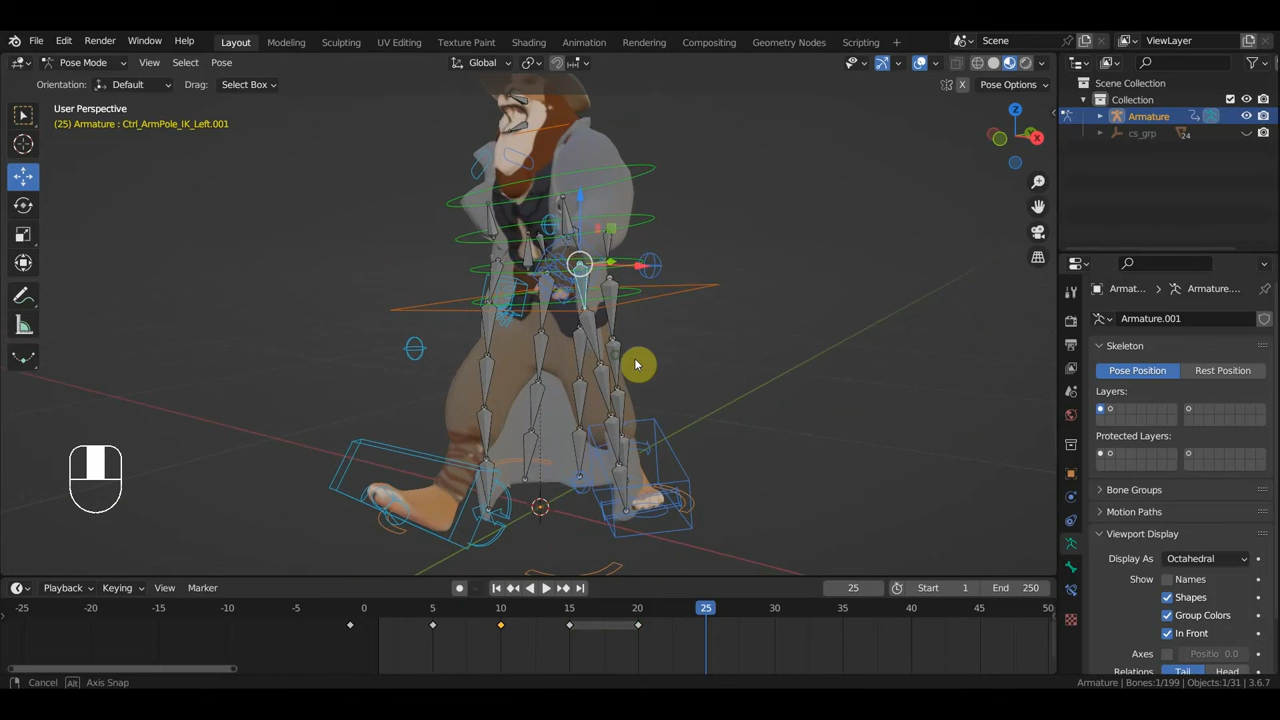 File Edit Render Window Help Layout Modeling Sculpting UV Editing Texture Paint Shading Animation Rendering Compositing Geometry Nodes Scripting + Scene ViewLayer
Pose Mode View Select Pose Global Scene Collection
Orientation: Default Drag: Select Box X Pose Options Collection
User Perspective Armature
(25) Armature : Ctrl_ArmPole_IK_Left.001 cs_grp 24
Z
X
Armat... Armature....
Armature.001
Skeleton
Pose Position Rest Position
Layers:
Protected Layers:
Bone Groups
Motion Paths
Viewport Display
Display As Octahedral
Show Names
Playback Keying View Marker 25 Start 1 End 250 Shapes
-25 -20 -15 -10 -5 0 5 10 15 20 25 30 35 40 45 50 Group Colors
In Front
Axes Positio 0.0
Relations Tail Head
Cancel Alt Axis Snap Armature | Bones:1/199 | Objects:1/31 | 3.6.7